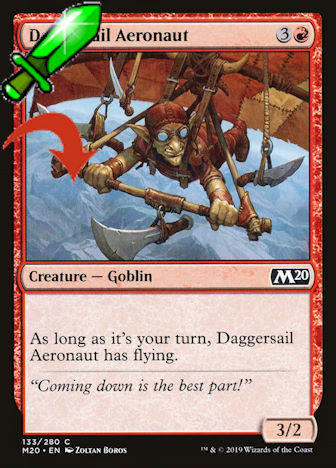 Da sail Aeronaut 3
Creature — Goblin M20
As long as it's your turn, Daggersail
Aeronaut has flying.
"Coming down is the best part!"
3/2
133/280 C
M20 • EN Zoltan Boros ™ & © 2019 Wizards of the Coast